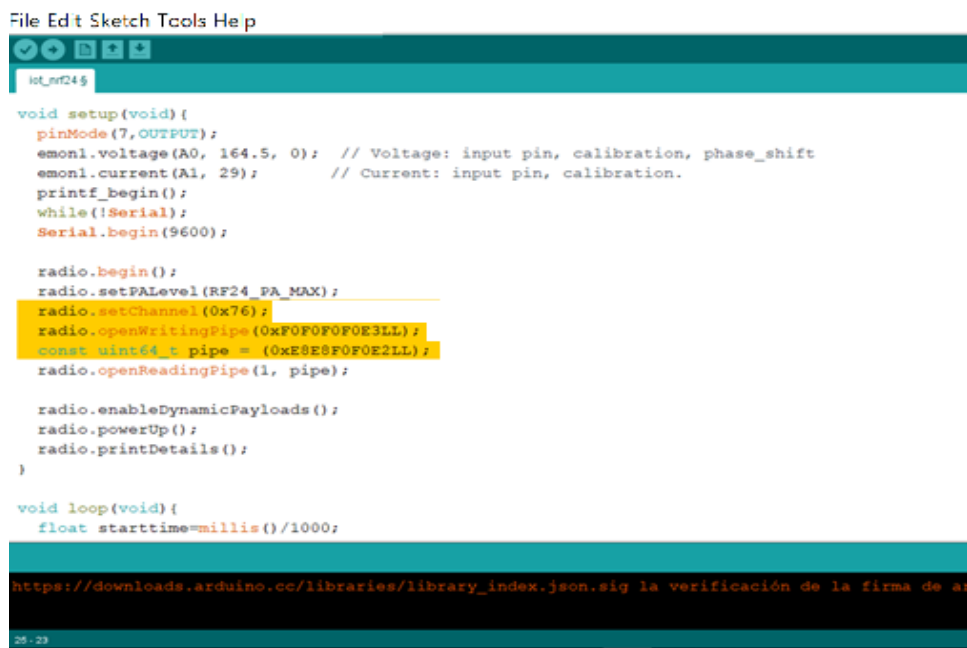 File Edit Sketch Tools Help
iot_nrf24 §
void setup(void){
pinMode(7,OUTPUT);
emon1.voltage(A0, 164.5, 0); // Voltage: input pin, calibration, phase_shift
emon1.current(A1, 29); // Current: input pin, calibration.
printf_begin();
while(!Serial);
Serial.begin(9600);
radio.begin();
radio.setPALevel(RF24_PA_MAX);
radio.setChannel(0x76);
radio.openWritingPipe(0xF0F0F0F0E3LL);
const uint64_t pipe = (0xE8E8F0F0E2LL);
radio.openReadingPipe(1, pipe);
radio.enableDynamicPayloads();
radio.powerUp();
radio.printDetails();
}
void loop(void){
float starttime=millis()/1000;
https://downloads.arduino.cc/libraries/library_index.json.sig la verificación de la firma de
25 - 23